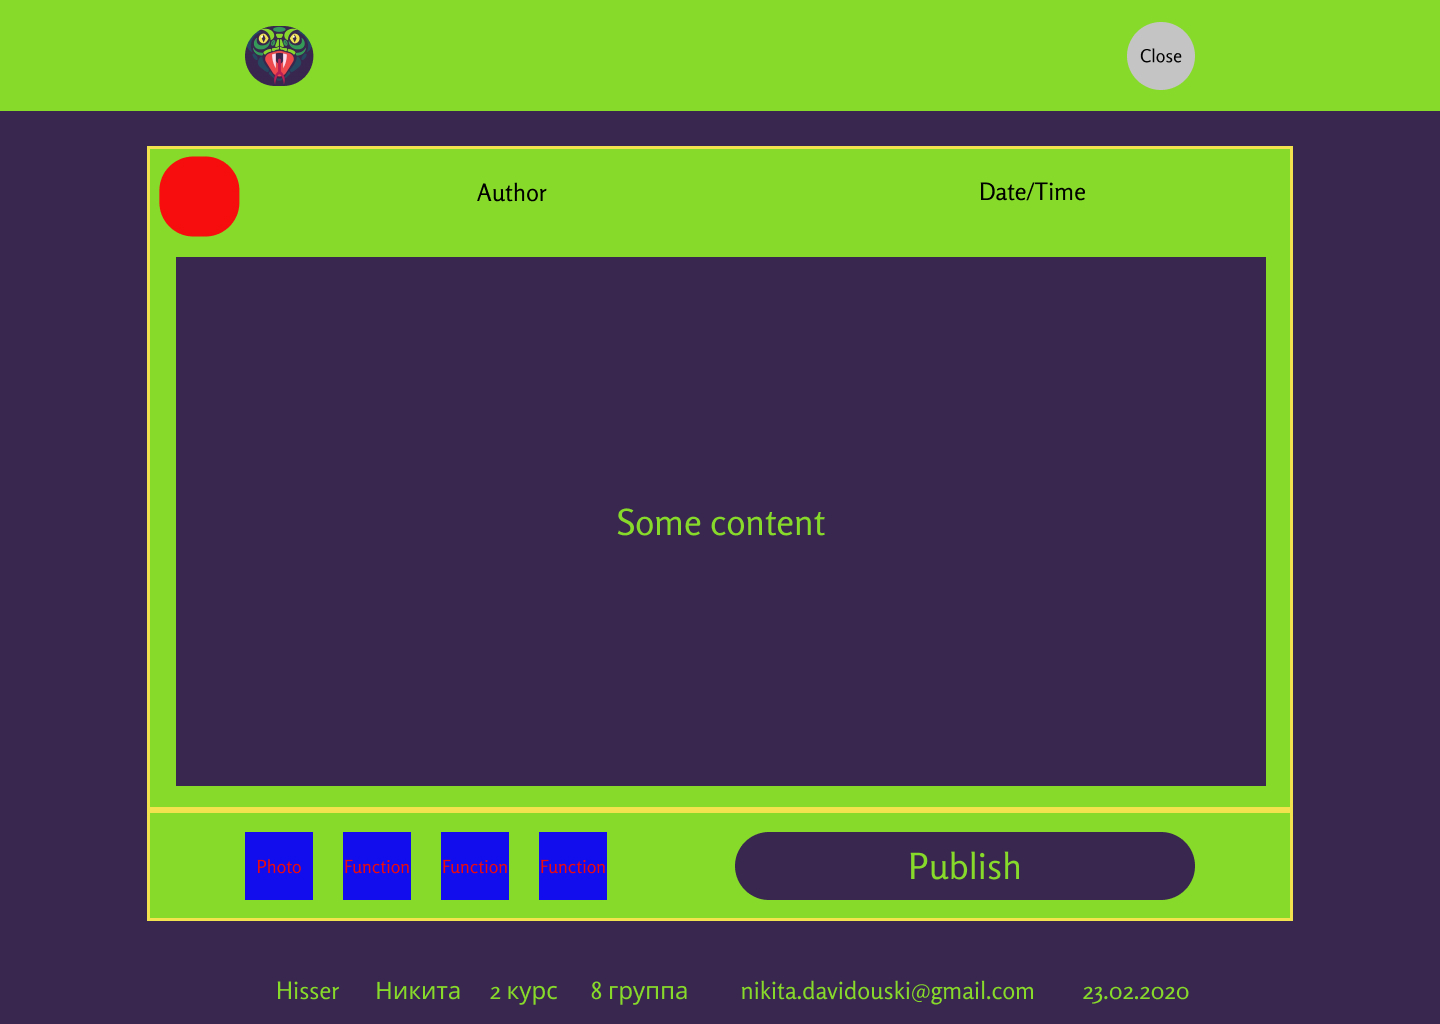 Close
Author Date/Time
Some content
Photo Function Function Function Publish
Hisser Никита 2 курс 8 группа nikita.davidouski@gmail.com 23.02.2020